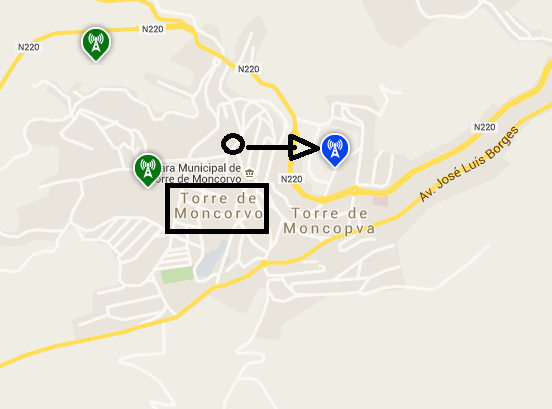 N220
N220
N220
ara Municipal de
orre de Moncorvo
N220
N220
Av. José Luís Borges
Torre de
Moncorvo
Torre de
Moncopva